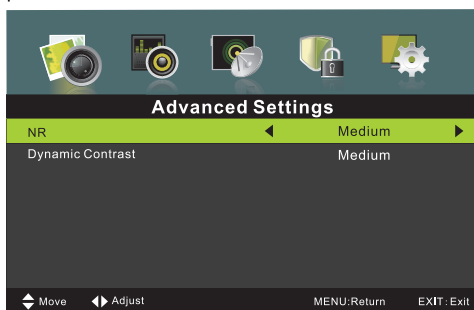 Advanced Settings
NR Medium
Dynamic Contrast Medium
Move Adjust MENU:Return EXIT:Exit